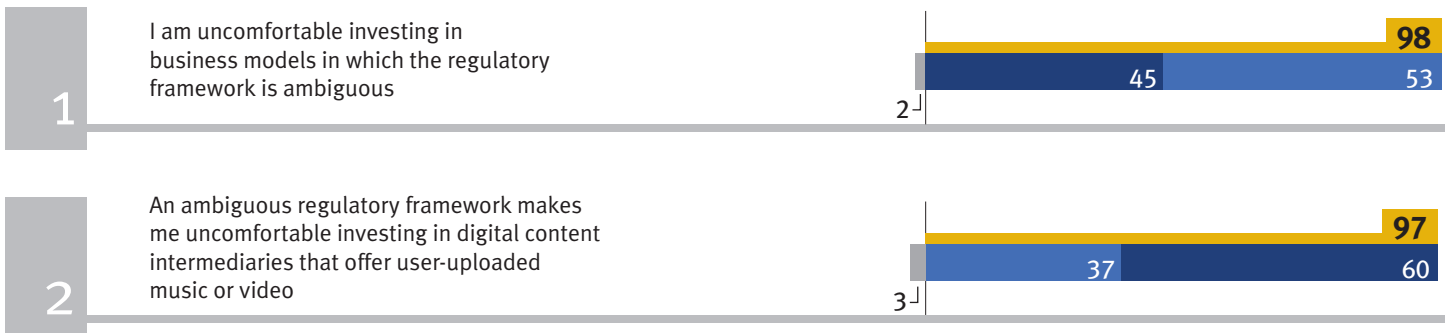 1
I am uncomfortable investing in
business models in which the regulatory
framework is ambiguous
98
45
53
2
2
An ambiguous regulatory framework makes
me uncomfortable investing in digital content
intermediaries that offer user-uploaded
music or video
97
37
60
3